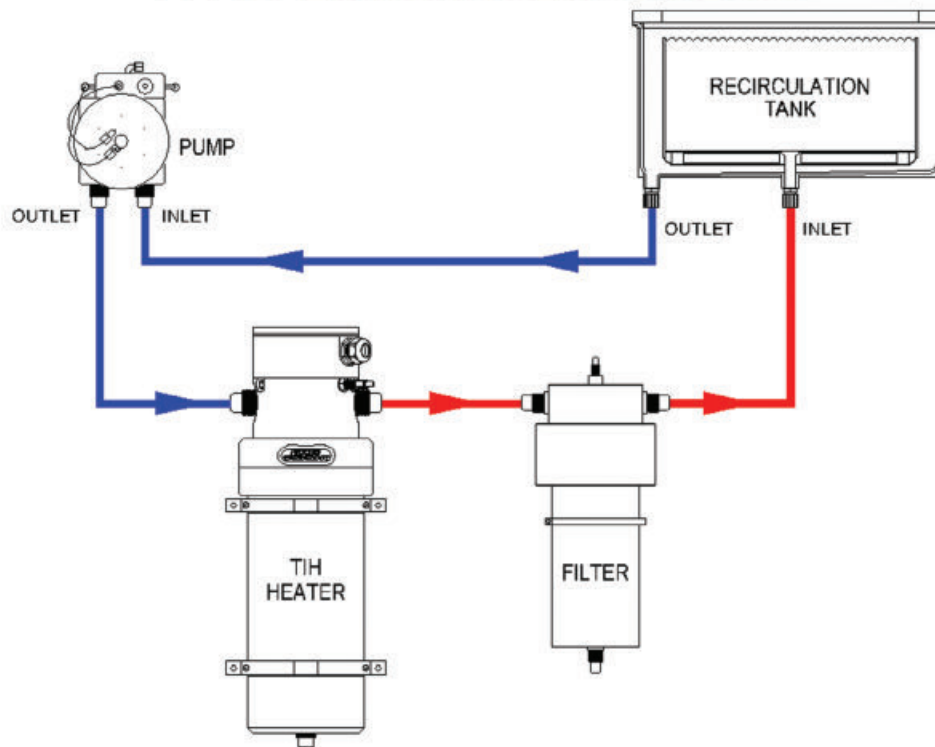 RECIRCULATION
TANK
PUMP
OUTLET
INLET
OUTLET
INLET
TIH
HEATER
FILTER